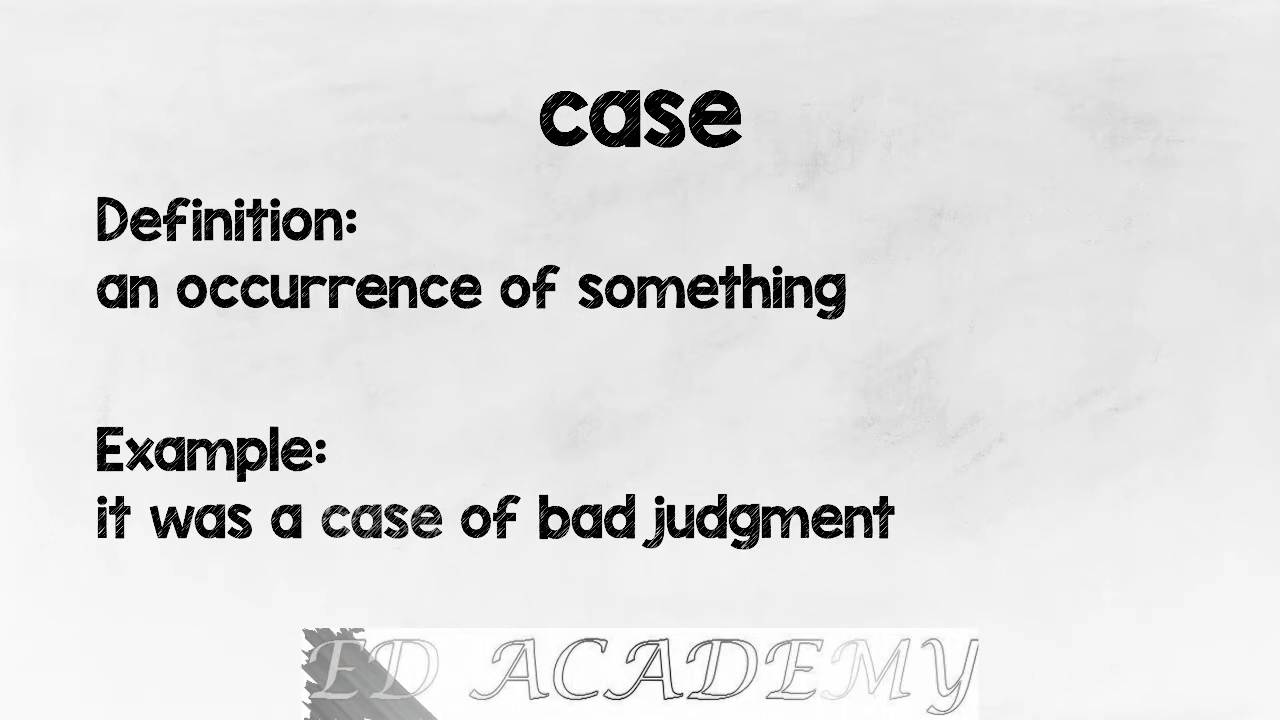 case
Definition:
an occurrence of something
Example:
it was a case of bad judgment
ED ACADEMY